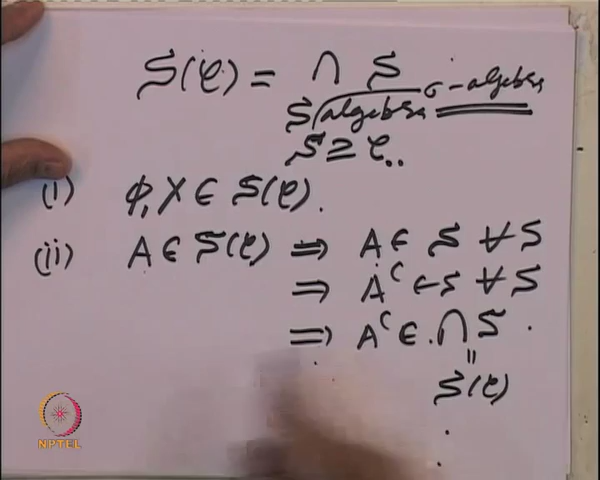 S(C) = ∩ S
S algebra σ-algebra
S ⊇ C
(i) φ, X ∈ S(C).
(ii) A ∈ S(C) ⇒ A ∈ S ∀ S
⇒ A^c ∈ S ∀ S
⇒ A^c ∈ ∩ S.
=
S(C)
NPTEL